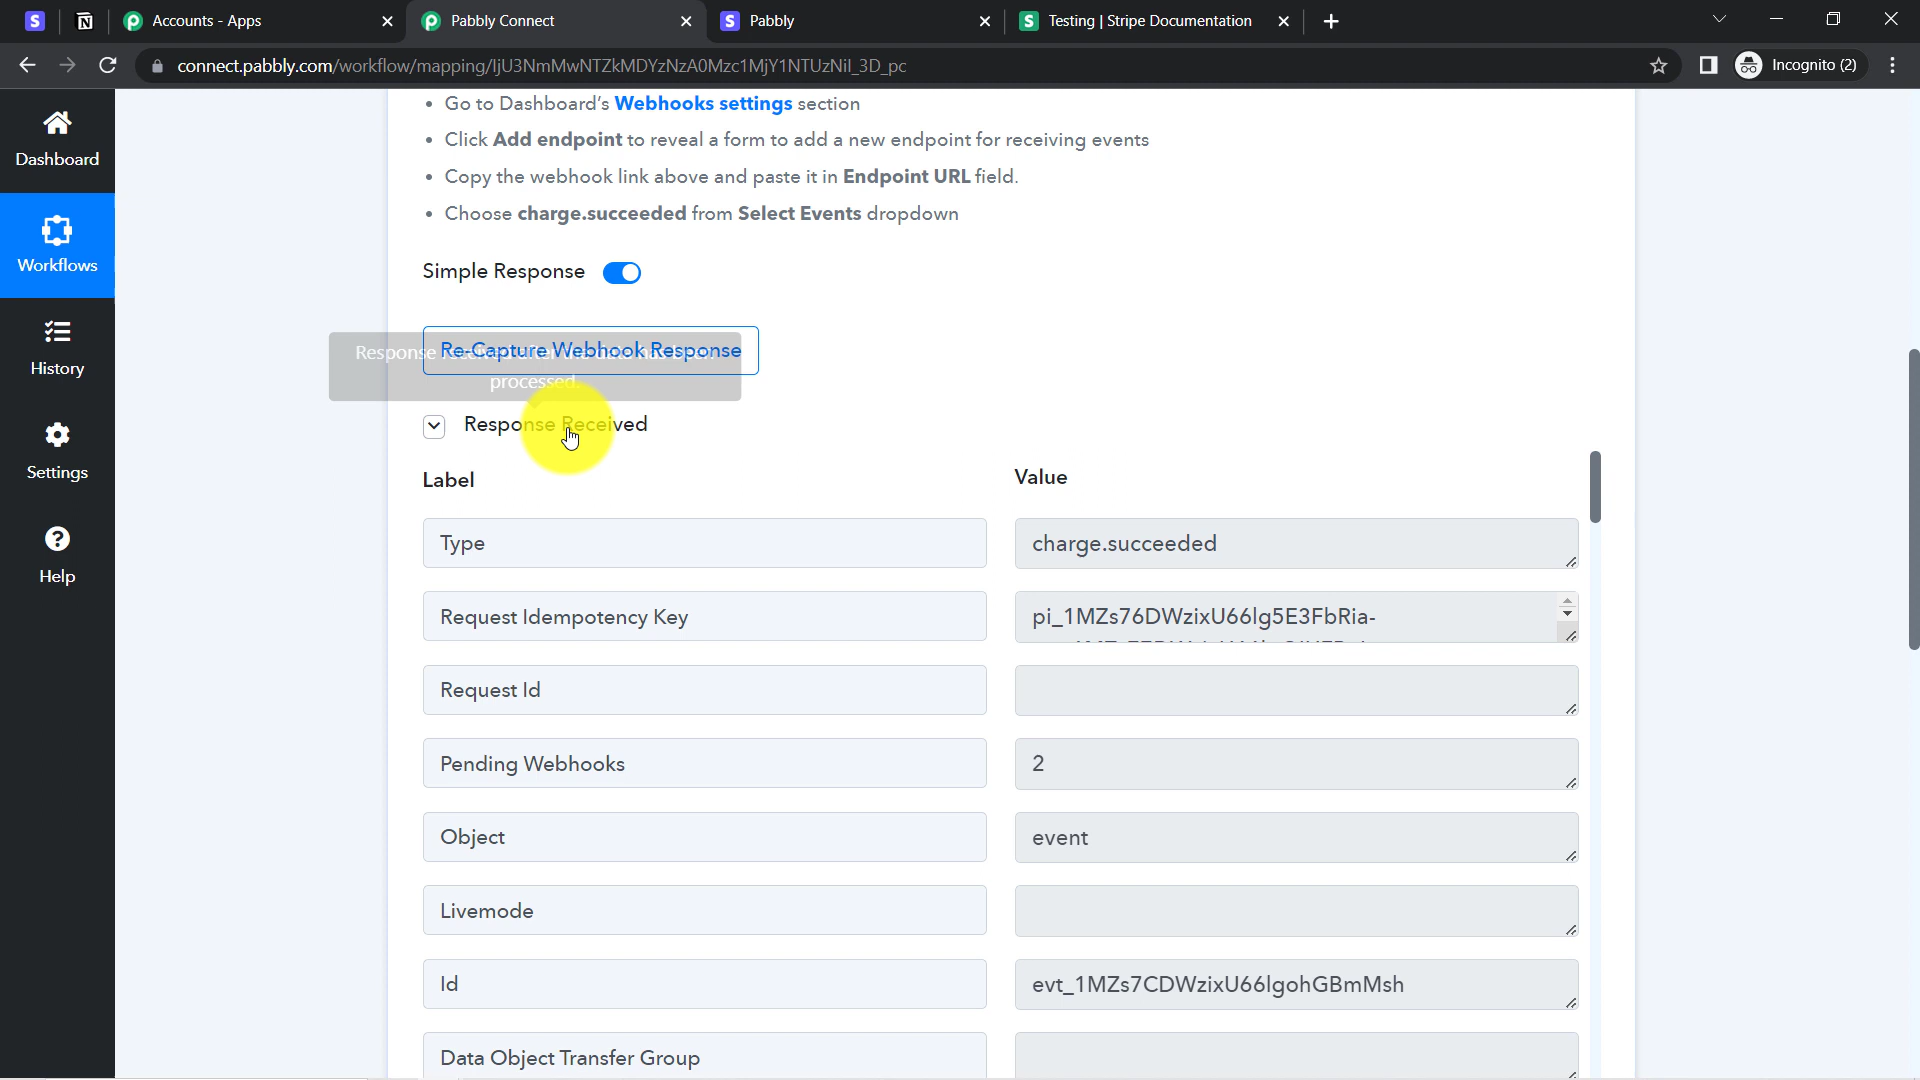 Accounts - Apps
Pabbly Connect
Pabbly
Testing | Stripe Documentation
connect.pabbly.com/workflow/mapping/IjU3NmMwNTZkMDYzNzA0Mzc1MjY1NTUzNiI_3D_pc
Incognito (2)
Dashboard
Workflows
History
Settings
Help
• Go to Dashboard's Webhooks settings section
• Click Add endpoint to reveal a form to add a new endpoint for receiving events
• Copy the webhook link above and paste it in Endpoint URL field.
• Choose charge.succeeded from Select Events dropdown
Simple Response
Re-Capture Webhook Response
Response
processed.
Response Received
Label
Value
Type
charge.succeeded
Request Idempotency Key
pi_1MZs76DWzixU66lg5E3FbRia-
Request Id
Pending Webhooks
2
Object
event
Livemode
Id
evt_1MZs7CDWzixU66lgohGBmMsh
Data Object Transfer Group